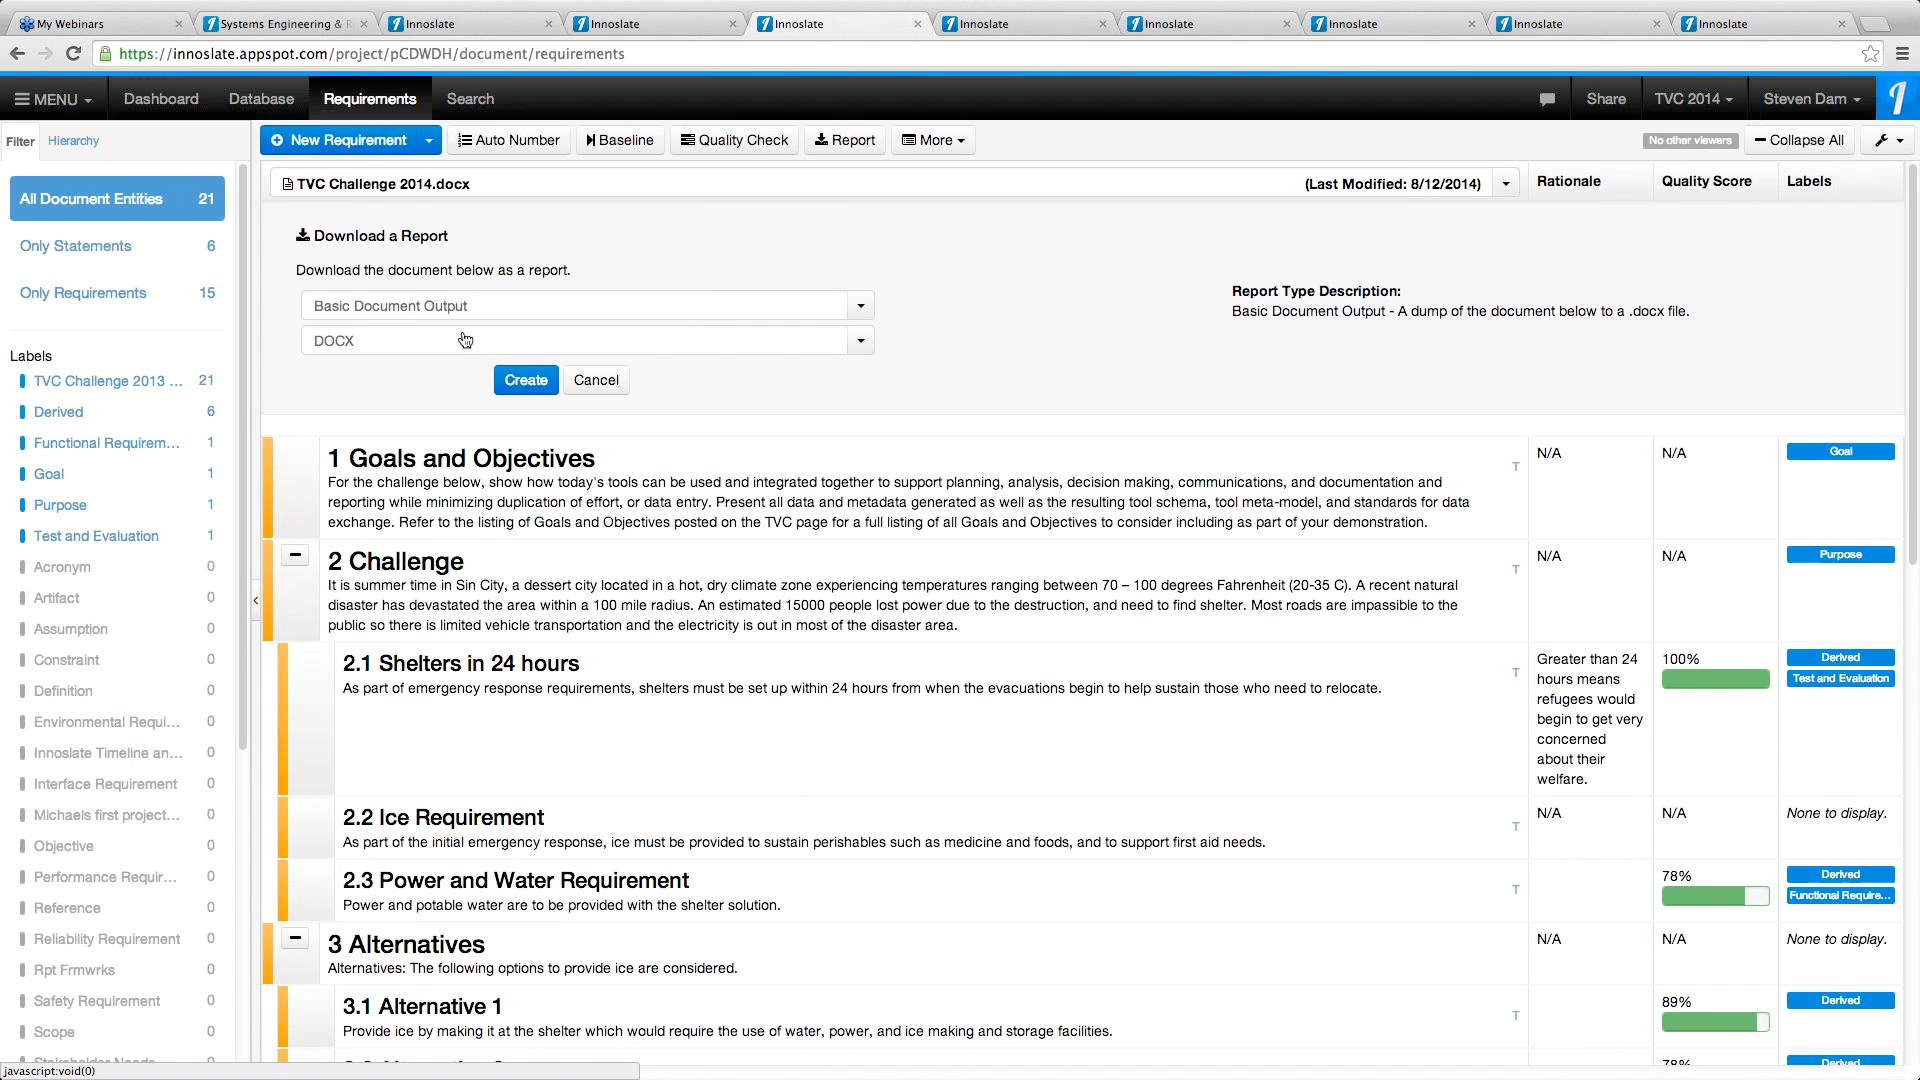 My Webinars
Systems Engineering & R
Innoslate
Innoslate
Innoslate
Innoslate
Innoslate
Innoslate
Innoslate
Innoslate
https://innoslate.appspot.com/project/pCDWDH/document/requirements
MENU
Dashboard
Database
Requirements
Search
Share
TVC 2014
Steven Dam
Filter
Hierarchy
New Requirement
Auto Number
Baseline
Quality Check
Report
More
No other viewers
Collapse All
All Document Entities 21
Only Statements 6
Only Requirements 15
Labels
TVC Challenge 2013 ... 21
Derived 6
Functional Requirem... 1
Goal 1
Purpose 1
Test and Evaluation 1
Acronym 0
Artifact 0
Assumption 0
Constraint 0
Definition 0
Environmental Requi... 0
Innoslate Timeline an... 0
Interface Requirement 0
Michaels first project... 0
Objective 0
Performance Requir... 0
Reference 0
Reliability Requirement 0
Rpt Frmwrks 0
Safety Requirement 0
Scope 0
javascript:void(0)
TVC Challenge 2014.docx
(Last Modified: 8/12/2014)
Rationale
Quality Score
Labels
Download a Report
Download the document below as a report.
Basic Document Output
DOCX
Create
Cancel
Report Type Description:
Basic Document Output - A dump of the document below to a .docx file.
1 Goals and Objectives
For the challenge below, show how today's tools can be used and integrated together to support planning, analysis, decision making, communications, and documentation and
reporting while minimizing duplication of effort, or data entry. Present all data and metadata generated as well as the resulting tool schema, tool meta-model, and standards for data
exchange. Refer to the listing of Goals and Objectives posted on the TVC page for a full listing of all Goals and Objectives to consider including as part of your demonstration.
T
N/A
N/A
Goal
2 Challenge
It is summer time in Sin City, a dessert city located in a hot, dry climate zone experiencing temperatures ranging between 70 – 100 degrees Fahrenheit (20-35 C). A recent natural
disaster has devastated the area within a 100 mile radius. An estimated 15000 people lost power due to the destruction, and need to find shelter. Most roads are impassible to the
public so there is limited vehicle transportation and the electricity is out in most of the disaster area.
T
N/A
N/A
Purpose
2.1 Shelters in 24 hours
As part of emergency response requirements, shelters must be set up within 24 hours from when the evacuations begin to help sustain those who need to relocate.
T
Greater than 24
hours means
refugees would
begin to get very
concerned
about their
welfare.
100%
Derived
Test and Evaluation
2.2 Ice Requirement
As part of the initial emergency response, ice must be provided to sustain perishables such as medicine and foods, and to support first aid needs.
T
N/A
N/A
None to display.
2.3 Power and Water Requirement
Power and potable water are to be provided with the shelter solution.
T
78%
Derived
Functional Require...
3 Alternatives
Alternatives: The following options to provide ice are considered.
N/A
N/A
None to display.
3.1 Alternative 1
Provide ice by making it at the shelter which would require the use of water, power, and ice making and storage facilities.
T
89%
Derived
78%
Derived